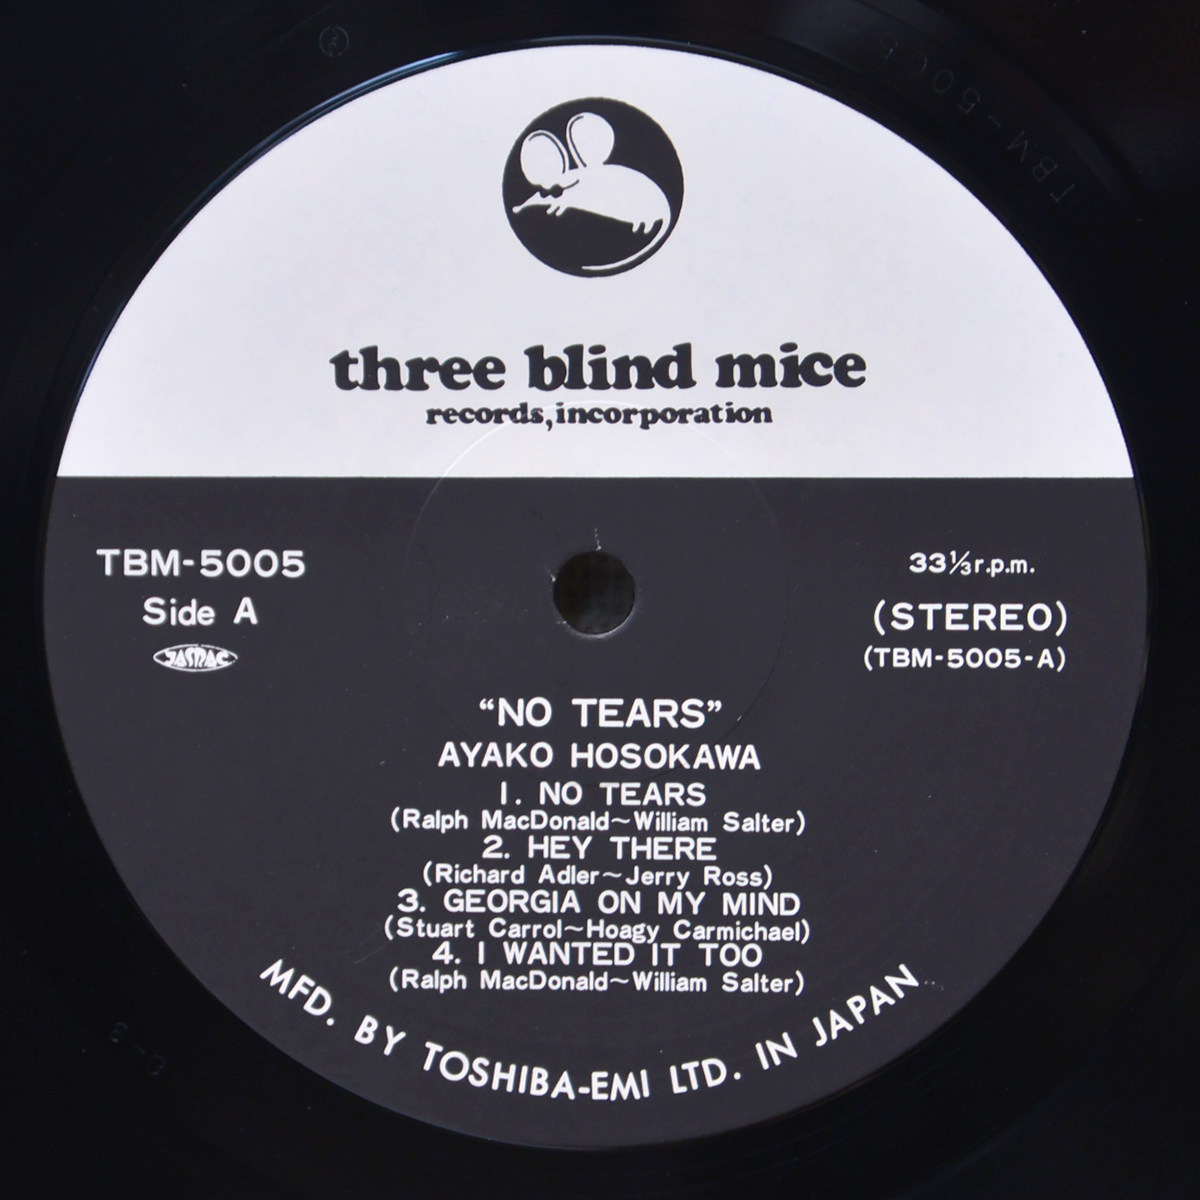 TBM-5005
three blind mice
records,incorporation
TBM-5005
Side A
JASRAC
33⅓r.p.m.
(STEREO)
(TBM-5005-A)
“NO TEARS”
AYAKO HOSOKAWA
1. NO TEARS
(Ralph MacDonald~William Salter)
2. HEY THERE
(Richard Adler~Jerry Ross)
3. GEORGIA ON MY MIND
(Stuart Carrol~Hoagy Carmichael)
4. I WANTED IT TOO
(Ralph MacDonald~William Salter)
MFD. BY TOSHIBA-EMI LTD. IN JAPAN